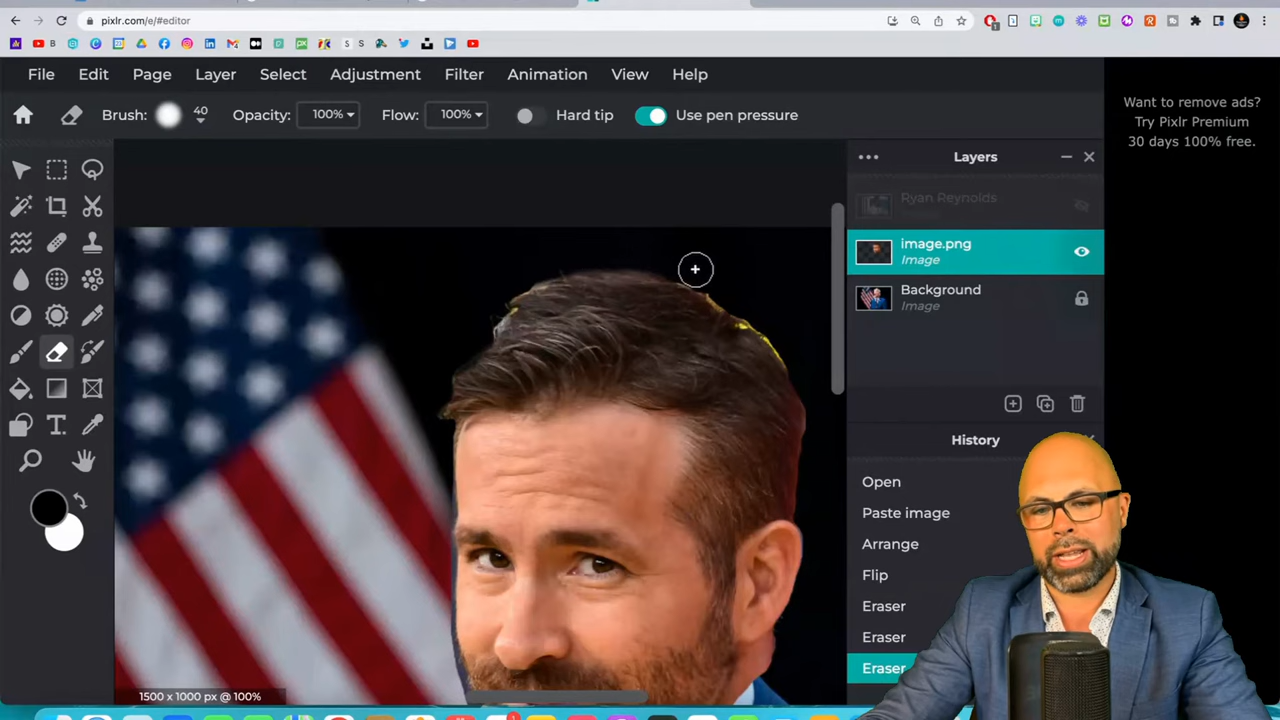 pixlr.com/e/#editor
B
S
File Edit Page Layer Select Adjustment Filter Animation View Help
Brush: 40 Opacity: 100% Flow: 100% Hard tip Use pen pressure
Want to remove ads?
Try Pixlr Premium
30 days 100% free.
Layers
Ryan Reynolds
image.png
Image
Background
Image
History
Open
Paste image
Arrange
Flip
Eraser
Eraser
Eraser
1500 x 1000 px @ 100%